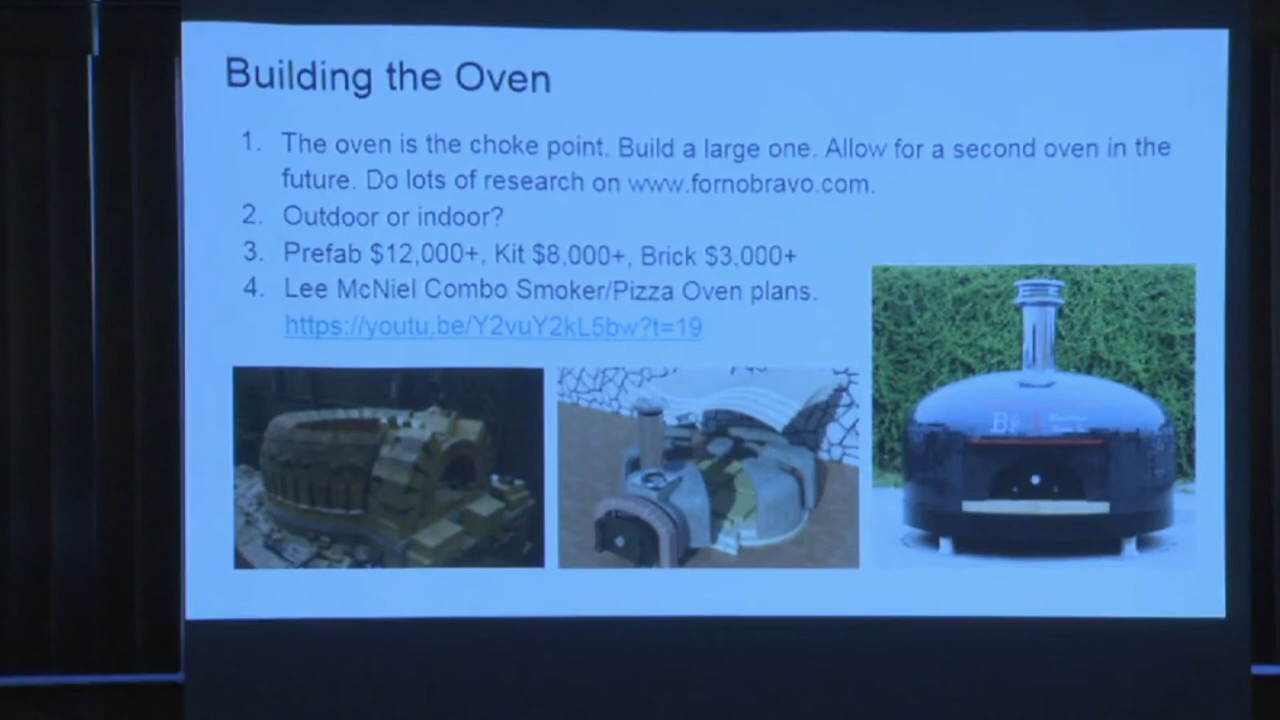 Building the Oven
1. The oven is the choke point. Build a large one. Allow for a second oven in the
future. Do lots of research on www.fornobravo.com.
2. Outdoor or indoor?
3. Prefab $12,000+, Kit $8,000+, Brick $3,000+
4. Lee McNiel Combo Smoker/Pizza Oven plans.
https://youtu.be/Y2vuY2kL5bw?t=19